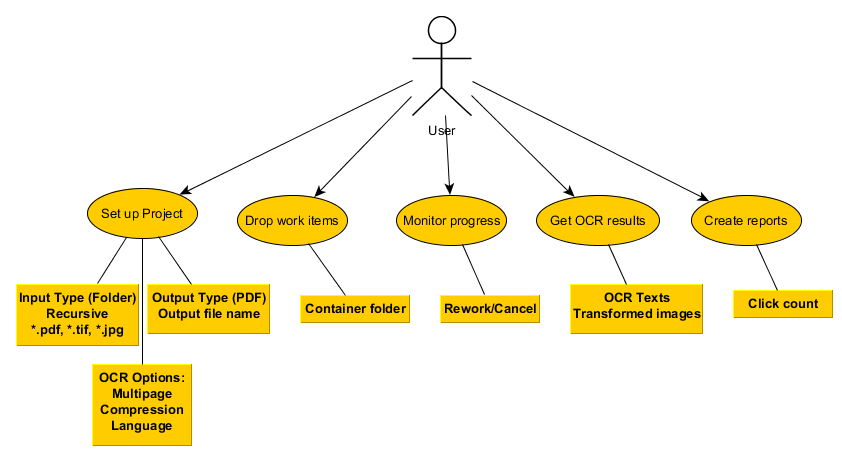 User
Set up Project
Drop work items
Monitor progress
Get OCR results
Create reports
Input Type (Folder)
Recursive
*.pdf, *.tif, *.jpg
Output Type (PDF)
Output file name
Container folder
Rework/Cancel
OCR Texts
Transformed images
Click count
OCR Options:
Multipage
Compression
Language